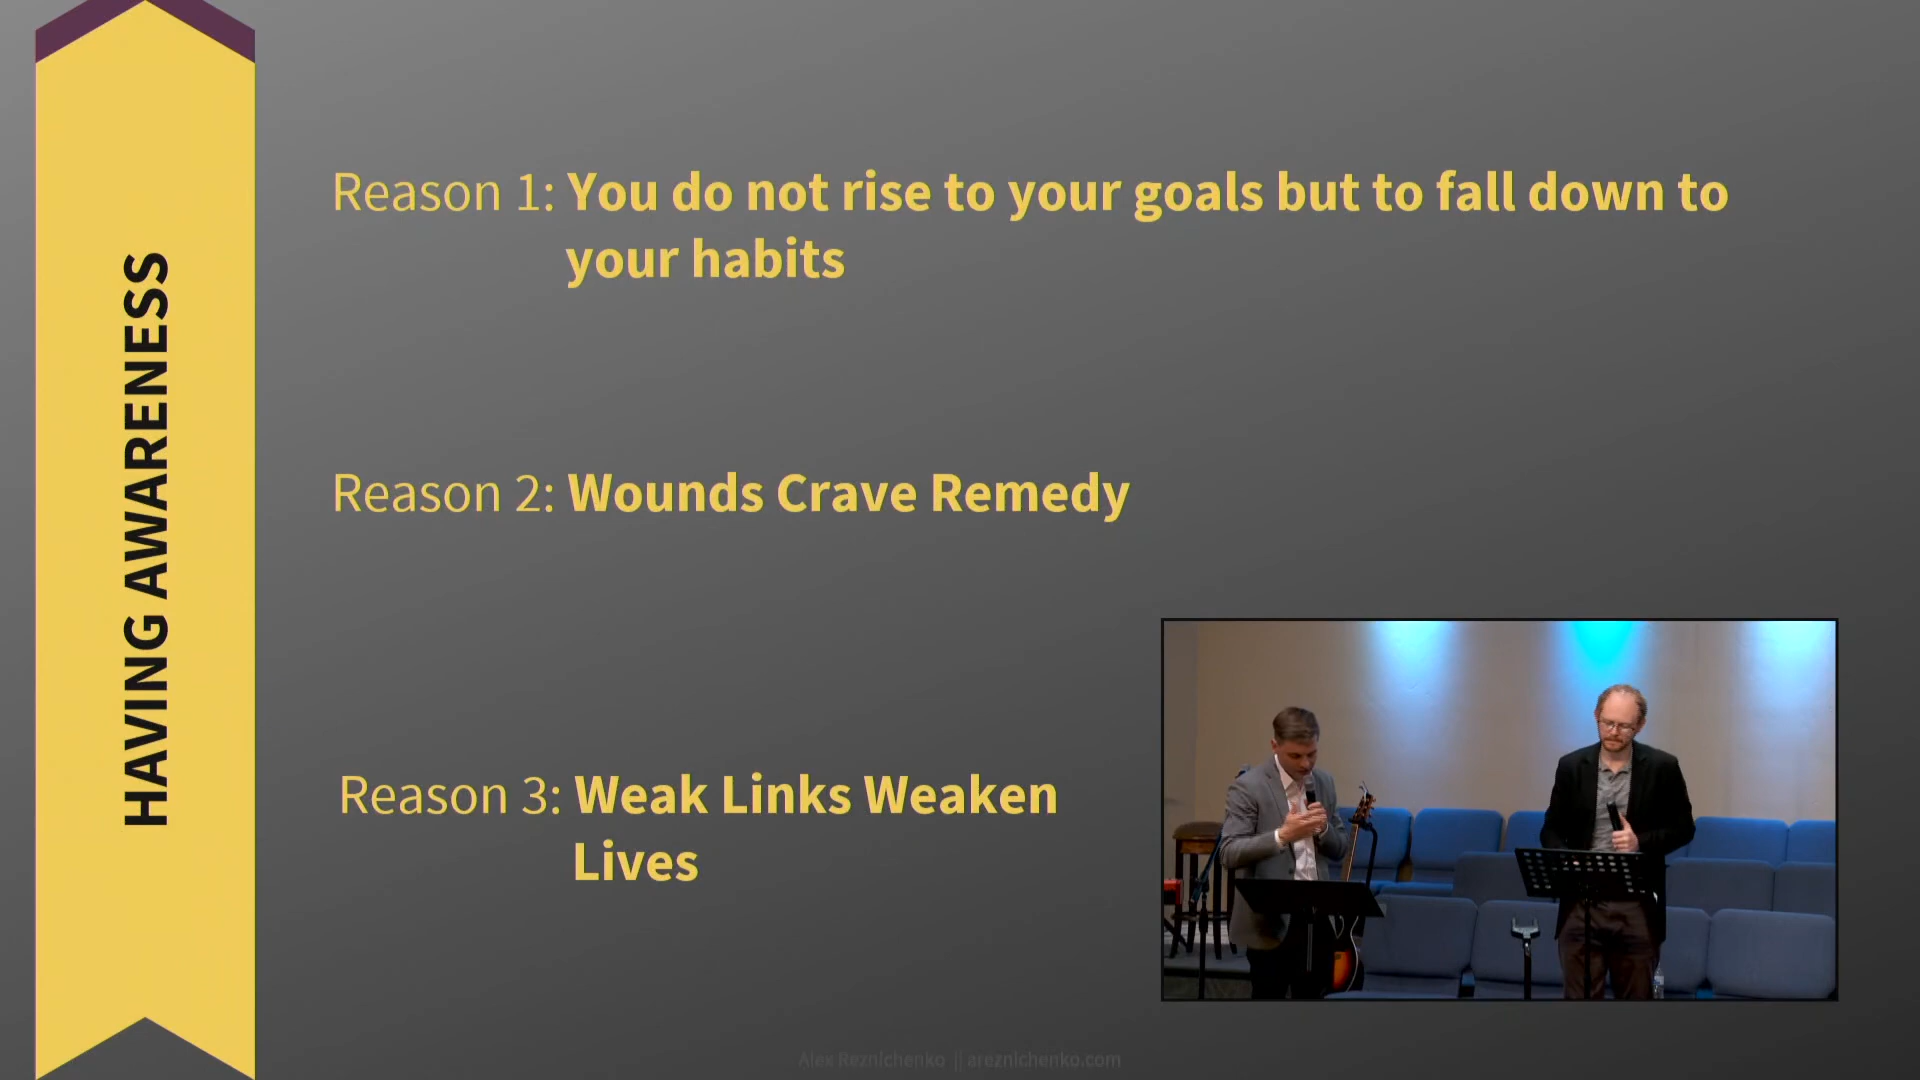 HAVING AWARENESS
Reason 1: You do not rise to your goals but to fall down to
your habits
Reason 2: Wounds Crave Remedy
Reason 3: Weak Links Weaken
Lives
Alex Reznichenko || areznichenko.com